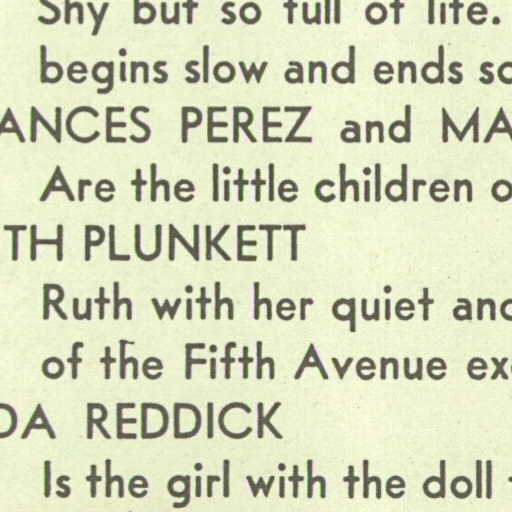 Shy but so full of life.
begins slow and ends so
ANCES PEREZ and MA
Are the little children o
TH PLUNKETT
Ruth with her quiet and
of the Fifth Avenue ex
DA REDDICK
Is the girl with the doll